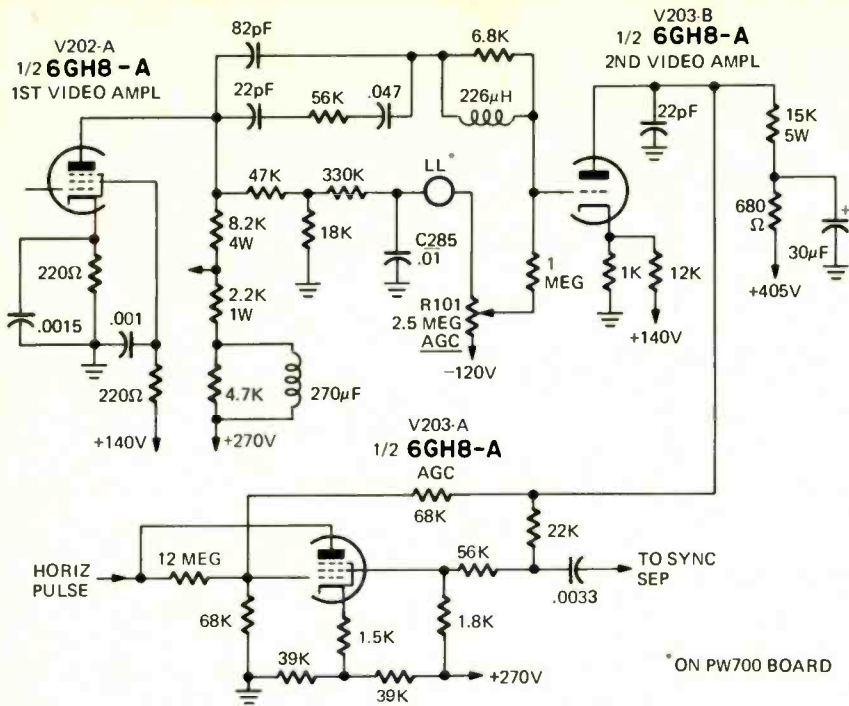 V202-A
1/2 6GH8-A
1ST VIDEO AMPL
82pF
22pF
56K
.047
6.8K
226µH
V203-B
1/2 6GH8-A
2ND VIDEO AMPL
22pF
15K
5W
680
Ω
30µF
+
+405V
47K
330K
LL*
18K
C285
.01
8.2K
4W
2.2K
1W
4.7K
270µF
+270V
220Ω
.0015
.001
220Ω
+140V
R101
2.5 MEG
AGC
-120V
1
MEG
1K
12K
+140V
V203-A
1/2 6GH8-A
AGC
68K
22K
HORIZ
PULSE
12 MEG
56K
.0033
TO SYNC
SEP
68K
1.5K
1.8K
39K
39K
+270V
*ON PW700 BOARD